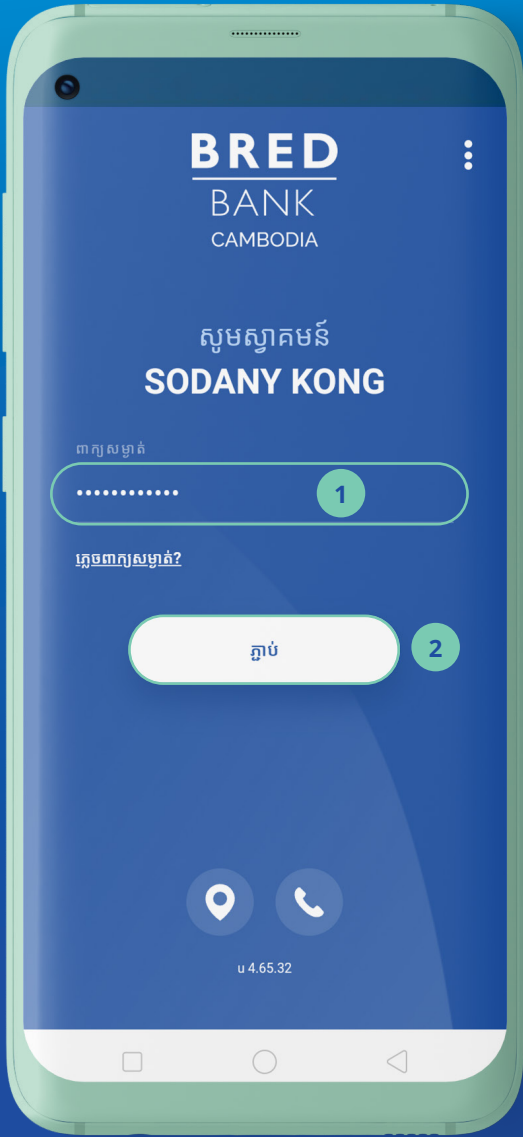 BRED
BANK
CAMBODIA
សូមស្វាគមន៍
SODANY KONG
ពាក្យសម្ងាត់
••••••••••••
1
ភ្លេចពាក្យសម្ងាត់?
ភ្ជាប់
2
u 4.65.32